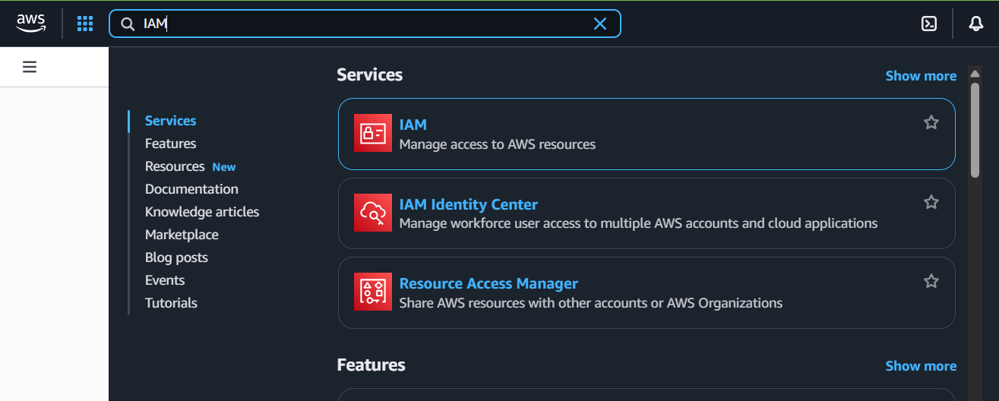 aws
IAM
Services
Show more
Services
Features
Resources New
Documentation
Knowledge articles
Marketplace
Blog posts
Events
Tutorials
IAM
Manage access to AWS resources
IAM Identity Center
Manage workforce user access to multiple AWS accounts and cloud applications
Resource Access Manager
Share AWS resources with other accounts or AWS Organizations
Features
Show more